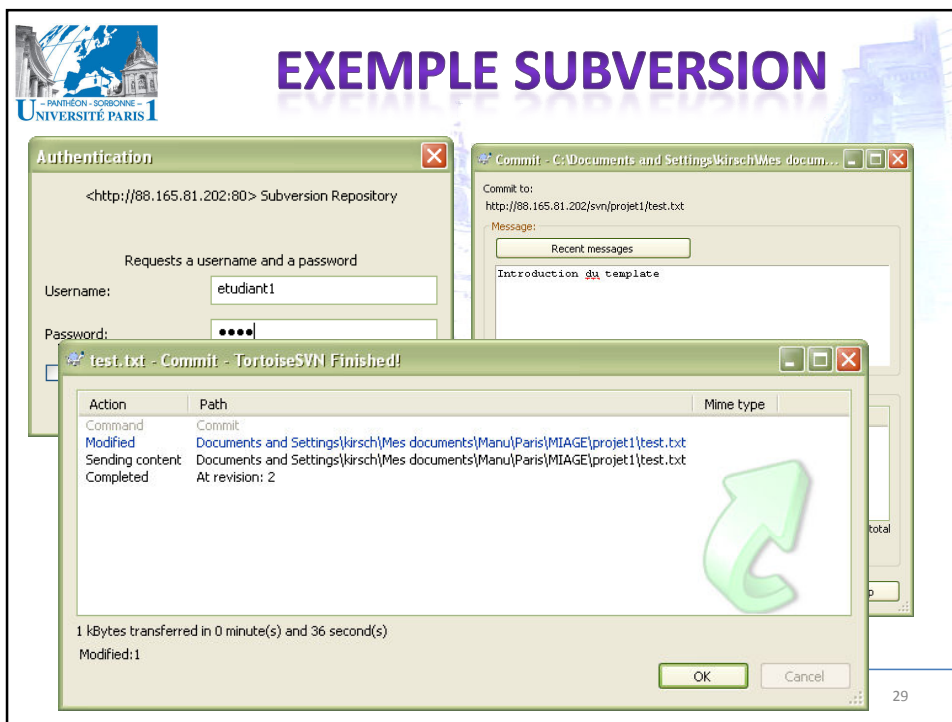 – PANTHÉON - SORBONNE –
UNIVERSITÉ PARIS 1
EXEMPLE SUBVERSION
Authentication
<http://88.165.81.202:80> Subversion Repository
Requests a username and a password
Username:
etudiant1
Password:
••••
Commit - C:\Documents and Settings\kirsch\Mes docum...
Commit to:
http://88.165.81.202/svn/projet1/test.txt
Message:
Recent messages
Introduction du template
total
test.txt - Commit - TortoiseSVN Finished!
Action Path Mime type
Command Commit
Modified Documents and Settings\kirsch\Mes documents\Manu\Paris\MIAGE\projet1\test.txt
Sending content Documents and Settings\kirsch\Mes documents\Manu\Paris\MIAGE\projet1\test.txt
Completed At revision: 2
1 kBytes transferred in 0 minute(s) and 36 second(s)
Modified:1
OK Cancel
29